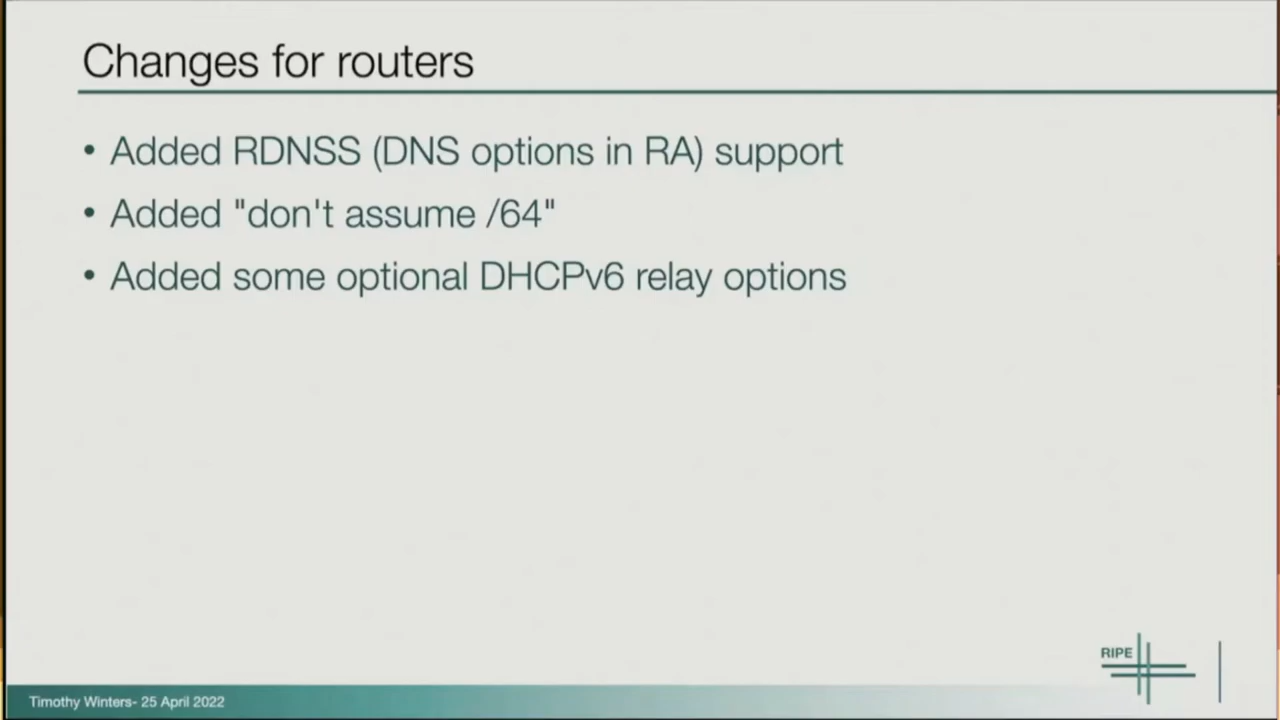 Changes for routers
• Added RDNSS (DNS options in RA) support
• Added "don't assume /64"
• Added some optional DHCPv6 relay options
RIPE
Timothy Winters- 25 April 2022